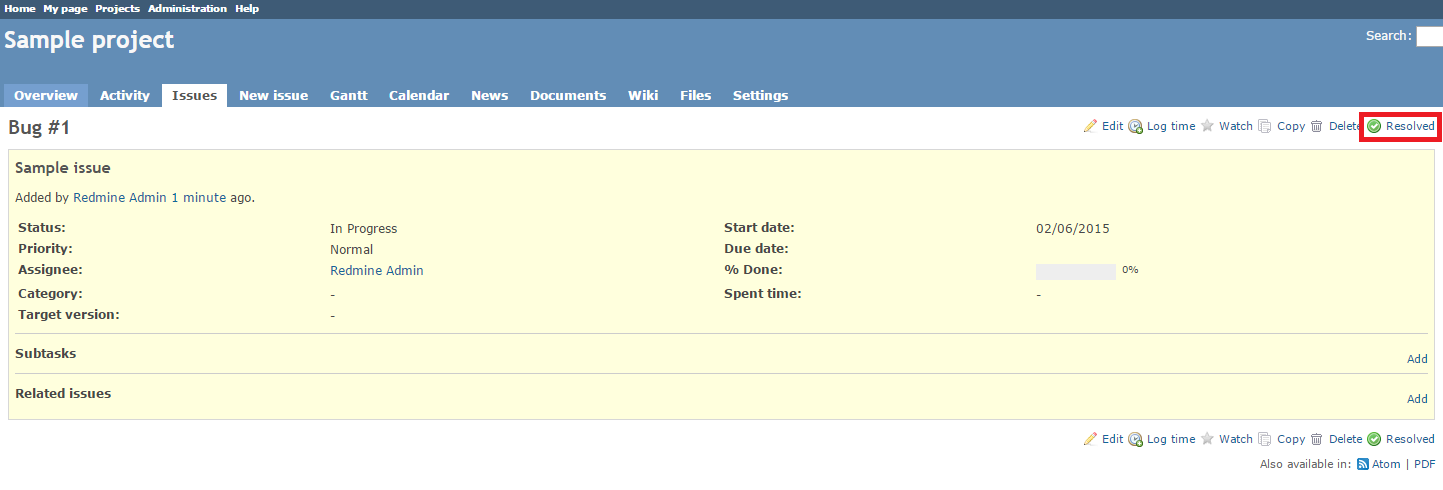 Home My page Projects Administration Help
Sample project
Search:
Overview Activity Issues New issue Gantt Calendar News Documents Wiki Files Settings
Bug #1
Edit Log time Watch Copy Delete Resolved
Sample issue
Added by Redmine Admin 1 minute ago.
Status: In Progress Start date: 02/06/2015
Priority: Normal Due date:
Assignee: Redmine Admin % Done: 0%
Category: - Spent time: -
Target version: -
Subtasks Add
Related issues Add
Edit Log time Watch Copy Delete Resolved
Also available in: Atom | PDF